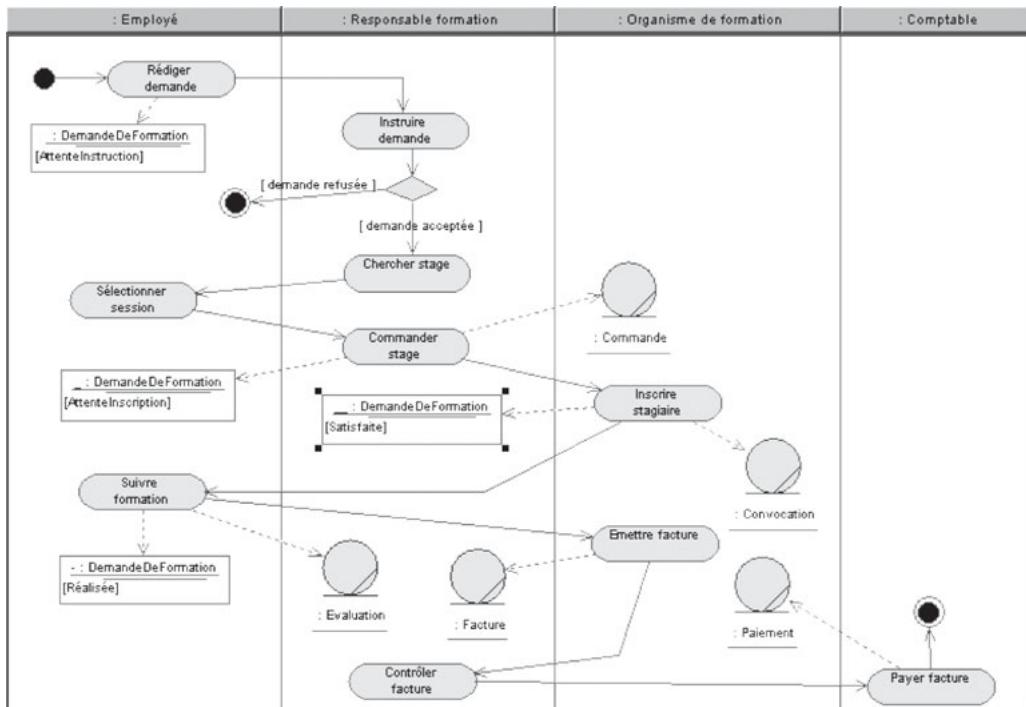 : Employé
: Responsable formation
: Organisme de formation
: Comptable
Rédiger
demande
: DemandeDeFormation
[AttenteInstruction]
Instruire
demande
[ demande refusée ]
[ demande acceptée ]
Chercher stage
Sélectionner
session
: Commande
Commander
stage
_ : DemandeDeFormation
[AttenteInscription]
__ : DemandeDeFormation
[Satisfaite]
Inscrire
stagiaire
Suivre
formation
: Convocation
Emettre facture
- : DemandeDeFormation
[Réalisée]
: Evaluation
: Facture
: Paiement
Contrôler
facture
Payer facture